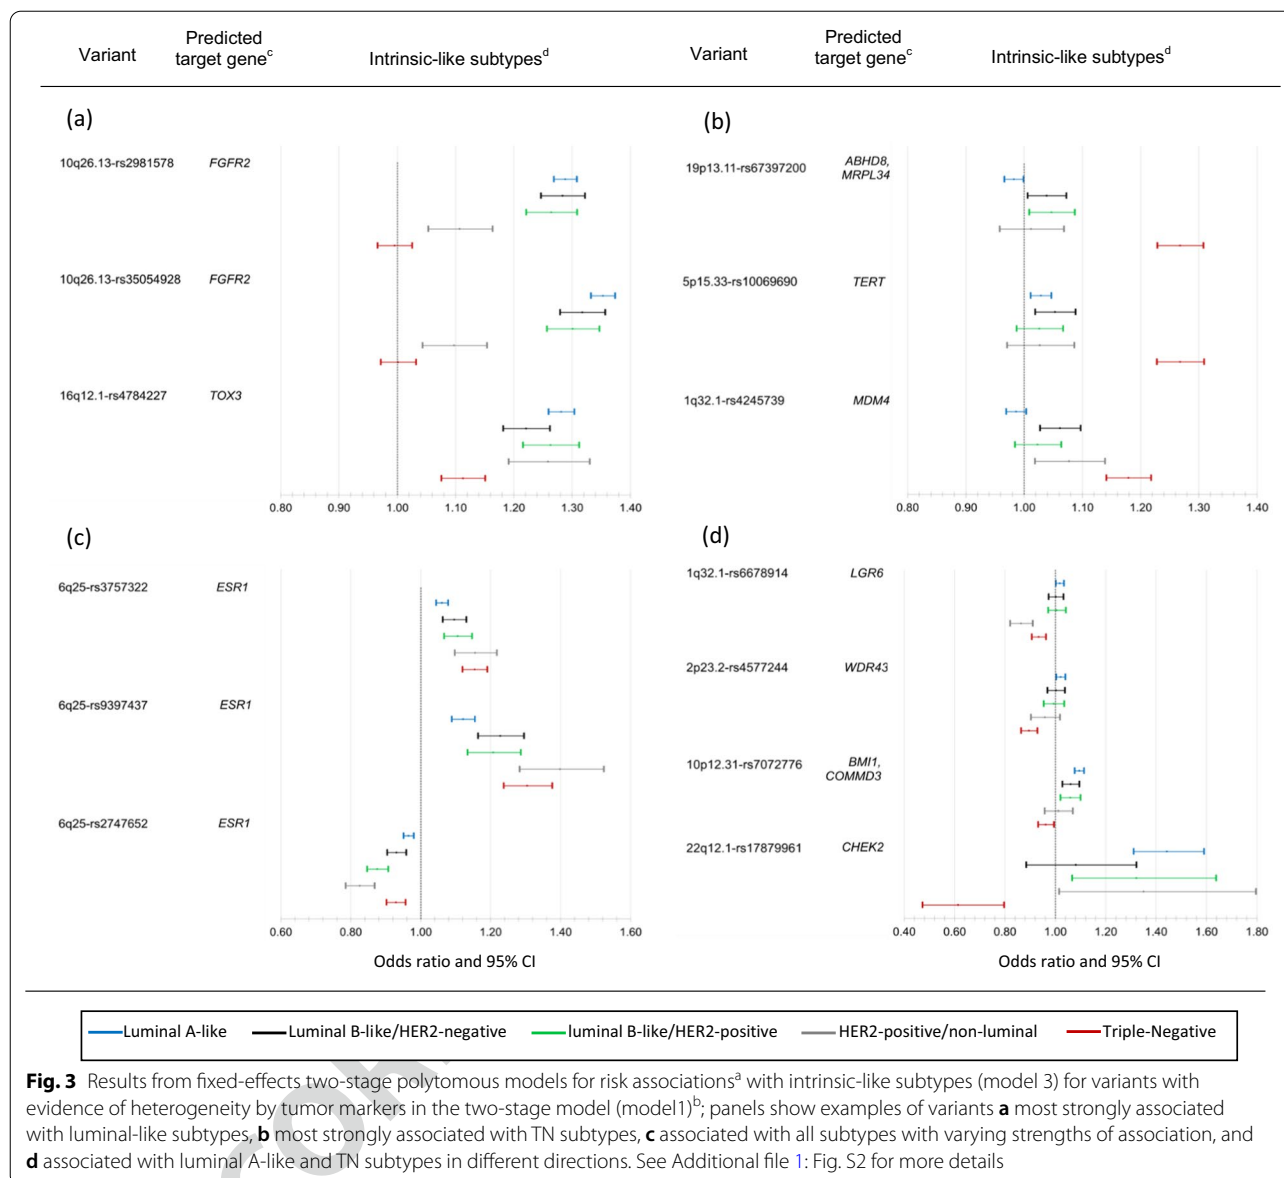 Variant Predicted target geneᶜ Intrinsic-like subtypesᵈ Variant Predicted target geneᶜ Intrinsic-like subtypesᵈ
(a)
10q26.13-rs2981578 FGFR2
10q26.13-rs35054928 FGFR2
16q12.1-rs4784227 TOX3
0.80 0.90 1.00 1.10 1.20 1.30 1.40
(b)
19p13.11-rs67397200 ABHD8, MRPL34
5p15.33-rs10069690 TERT
1q32.1-rs4245739 MDM4
0.80 0.90 1.00 1.10 1.20 1.30 1.40
(c)
6q25-rs3757322 ESR1
6q25-rs9397437 ESR1
6q25-rs2747652 ESR1
0.60 0.80 1.00 1.20 1.40 1.60
Odds ratio and 95% CI
(d)
1q32.1-rs6678914 LGR6
2p23.2-rs4577244 WDR43
10p12.31-rs7072776 BMI1, COMMD3
22q12.1-rs17879961 CHEK2
0.40 0.60 0.80 1.00 1.20 1.40 1.60 1.80
Odds ratio and 95% CI
Luminal A-like Luminal B-like/HER2-negative luminal B-like/HER2-positive HER2-positive/non-luminal Triple-Negative
Fig. 3 Results from fixed-effects two-stage polytomous models for risk associationsᵃ with intrinsic-like subtypes (model 3) for variants with
evidence of heterogeneity by tumor markers in the two-stage model (model1)ᵇ; panels show examples of variants a most strongly associated
with luminal-like subtypes, b most strongly associated with TN subtypes, c associated with all subtypes with varying strengths of association, and
d associated with luminal A-like and TN subtypes in different directions. See Additional file 1: Fig. S2 for more details